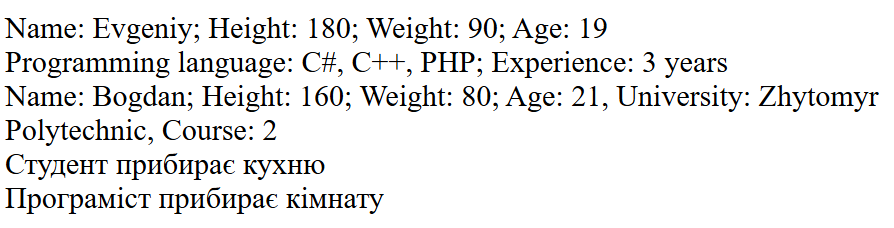 Name: Evgeniy; Height: 180; Weight: 90; Age: 19
Programming language: C#, C++, PHP; Experience: 3 years
Name: Bogdan; Height: 160; Weight: 80; Age: 21, University: Zhytomyr
Polytechnic, Course: 2
Студент прибирає кухню
Програміст прибирає кімнату